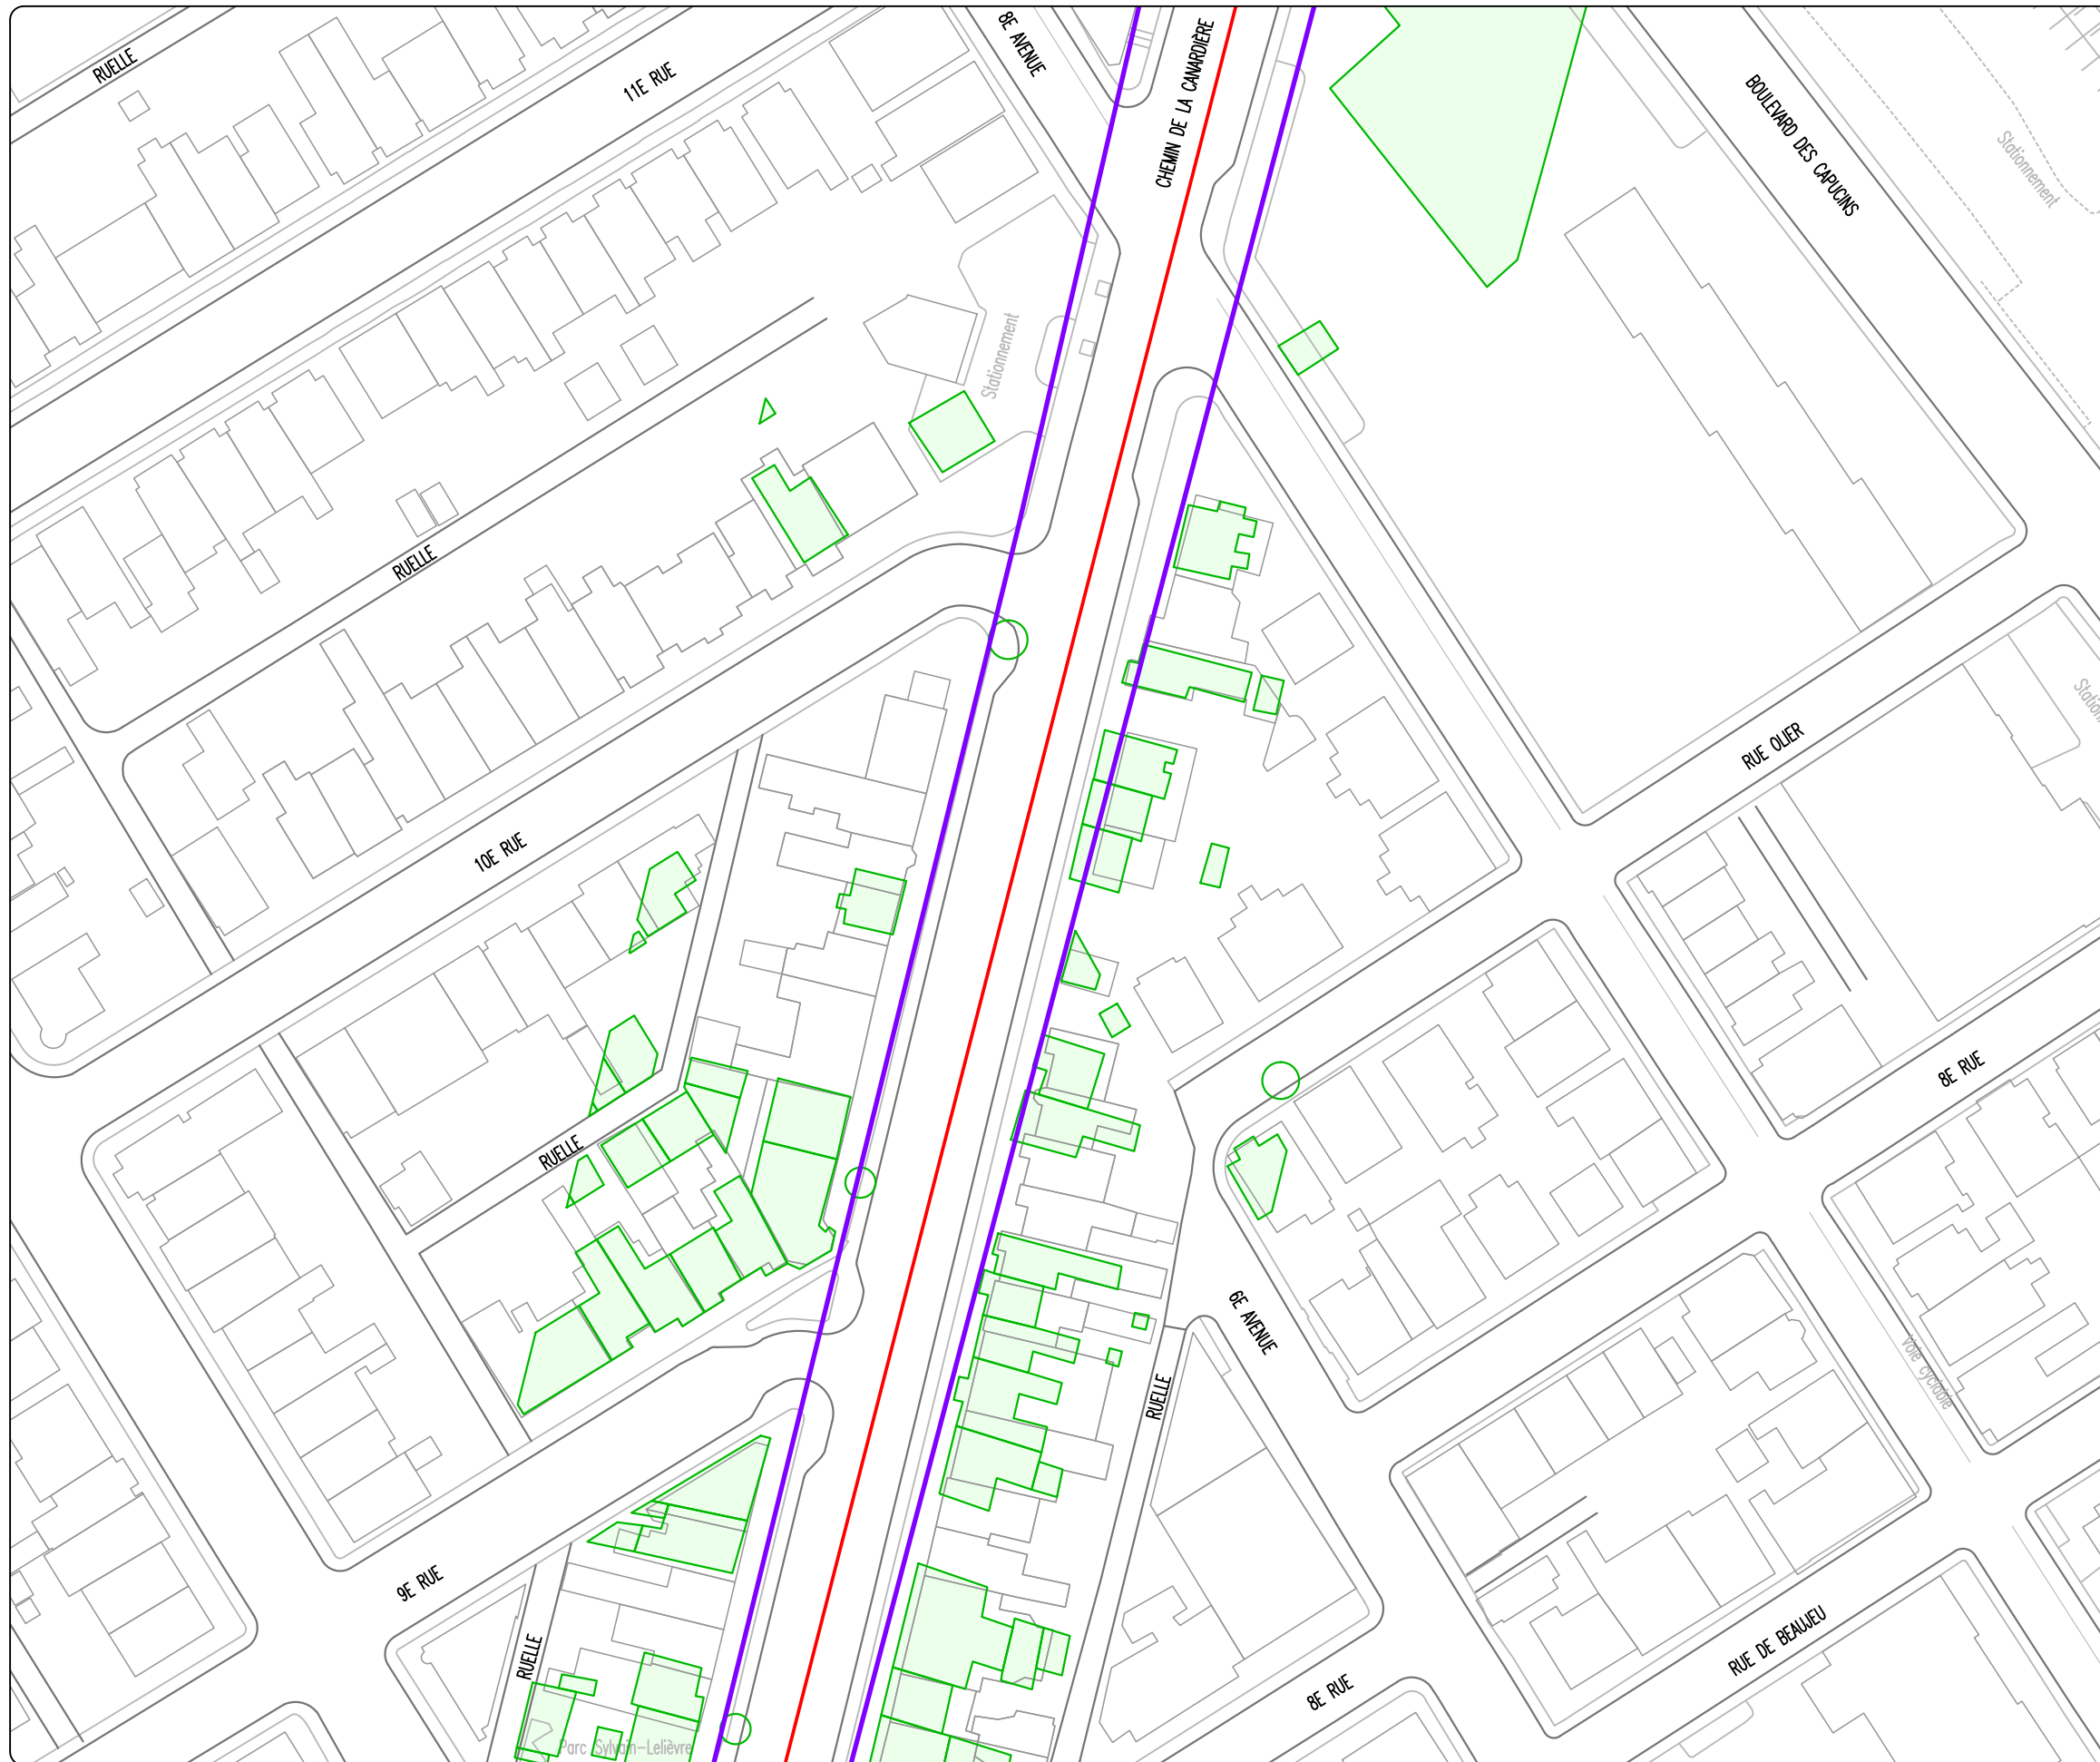 RUELLE
11E RUE
8E AVENUE
CHEMIN DE LA CANARDIÈRE
BOULEVARD DES CAPUCINS
Stationnement
Stationnement
RUELLE
RUE OLIER
10E RUE
8E RUE
RUELLE
6E AVENUE
Voie cyclable
RUELLE
9E RUE
RUELLE
RUE DE BEAUJEU
8E RUE
Parc Sylvain-Lelièvre